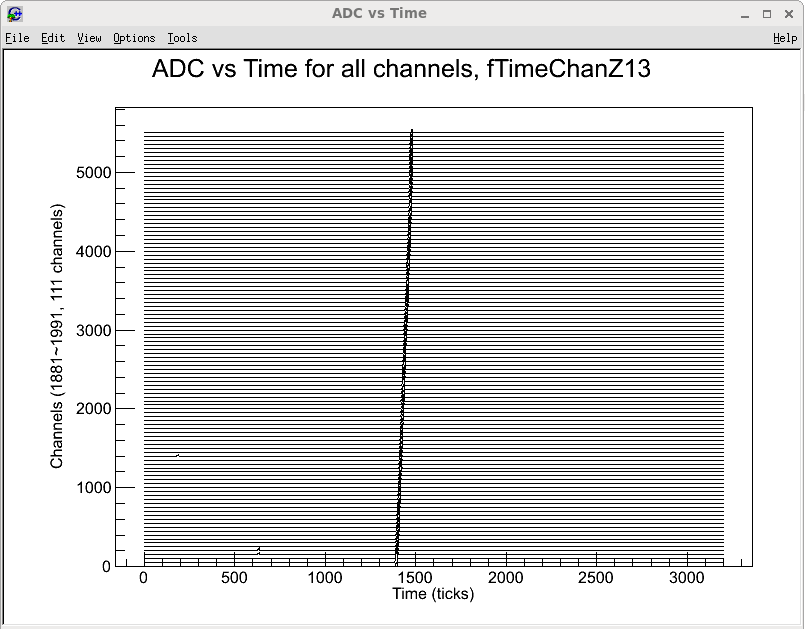 ADC vs Time
File Edit View Options Tools Help
ADC vs Time for all channels, fTimeChanZ13
Channels (1881~1991, 111 channels)
5000
4000
3000
2000
1000
0
0 500 1000 1500 2000 2500 3000
Time (ticks)